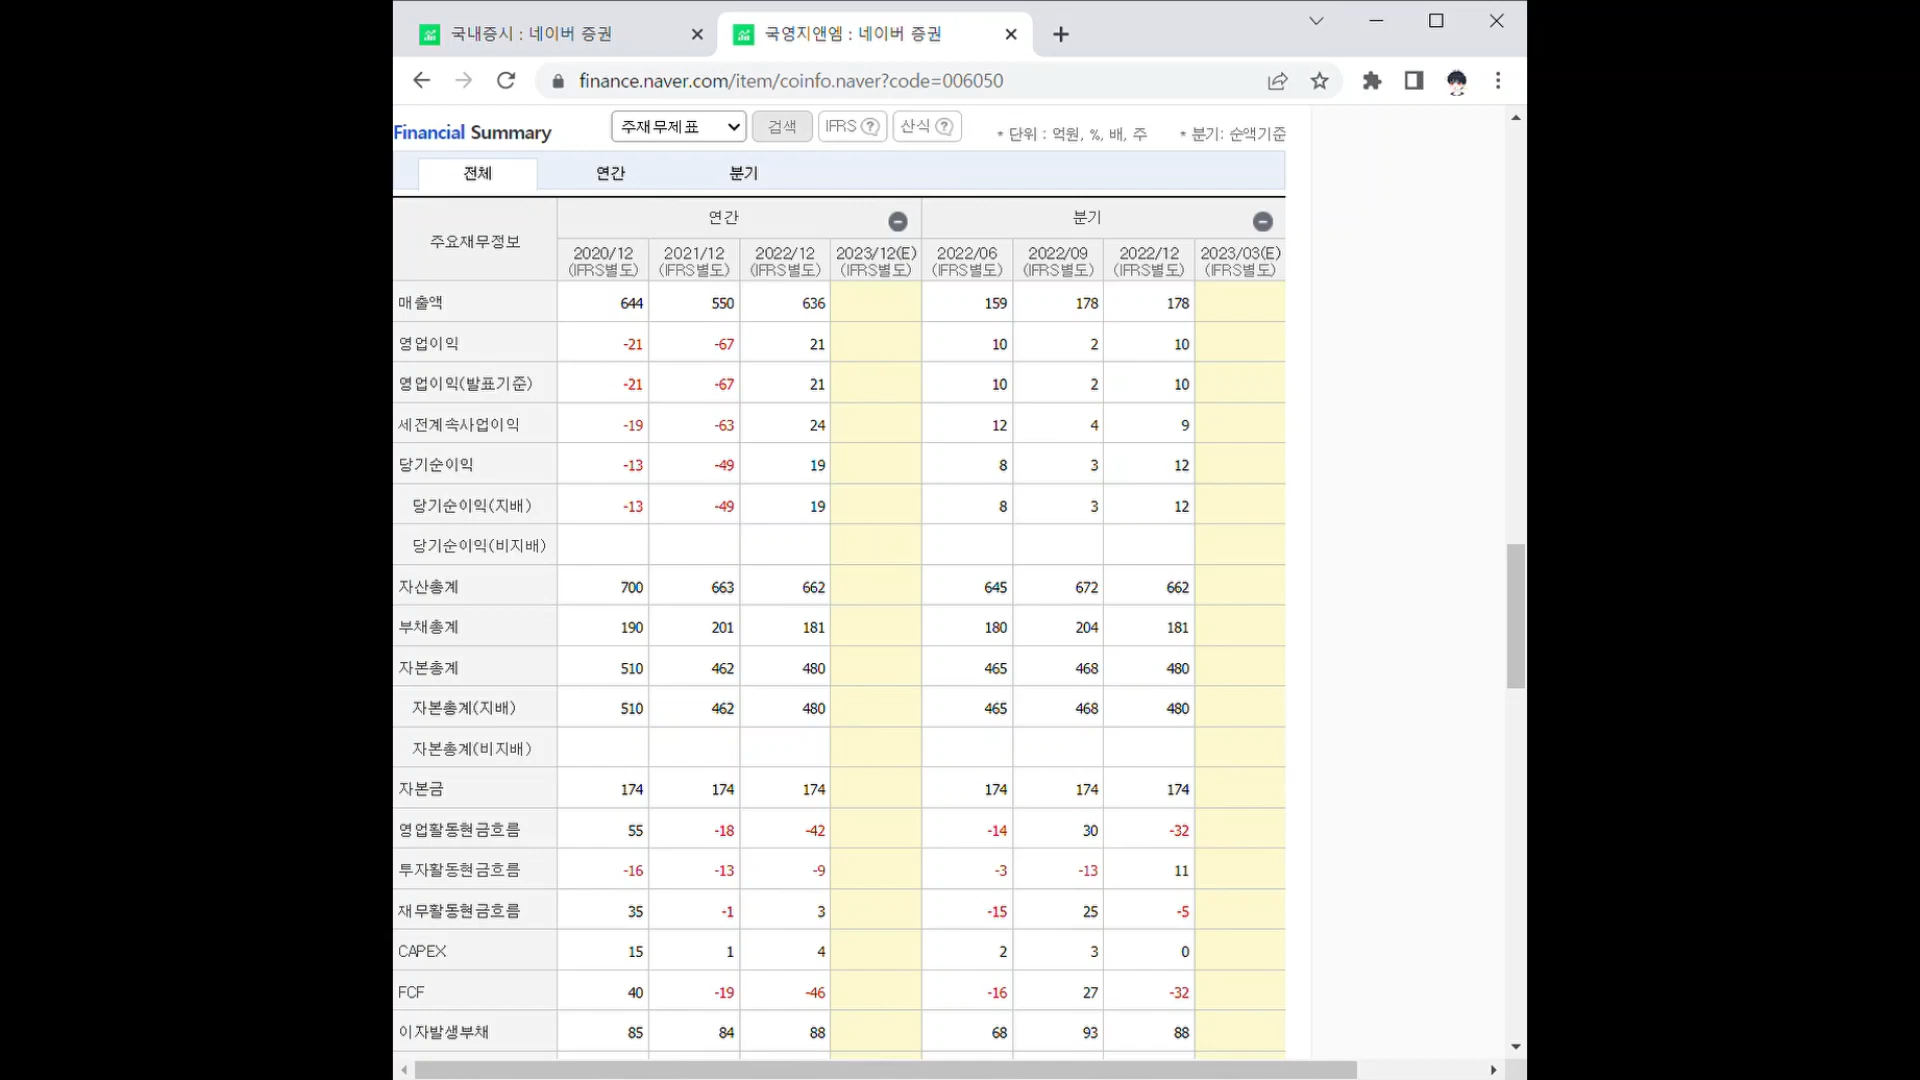 국내증시 : 네이버 증권
국영지앤엠 : 네이버 증권
finance.naver.com/item/coinfo.naver?code=006050
Financial Summary 주재무제표 검색 IFRS ? 산식 ? * 단위 : 억원, %, 배, 주 * 분기: 순액기준
전체 연간 분기
주요재무정보 연간 분기
2020/12 2021/12 2022/12 2023/12(E) 2022/06 2022/09 2022/12 2023/03(E)
(IFRS별도) (IFRS별도) (IFRS별도) (IFRS별도) (IFRS별도) (IFRS별도) (IFRS별도) (IFRS별도)
매출액 644 550 636 159 178 178
영업이익 -21 -67 21 10 2 10
영업이익(발표기준) -21 -67 21 10 2 10
세전계속사업이익 -19 -63 24 12 4 9
당기순이익 -13 -49 19 8 3 12
당기순이익(지배) -13 -49 19 8 3 12
당기순이익(비지배)
자산총계 700 663 662 645 672 662
부채총계 190 201 181 180 204 181
자본총계 510 462 480 465 468 480
자본총계(지배) 510 462 480 465 468 480
자본총계(비지배)
자본금 174 174 174 174 174 174
영업활동현금흐름 55 -18 -42 -14 30 -32
투자활동현금흐름 -16 -13 -9 -3 -13 11
재무활동현금흐름 35 -1 3 -15 25 -5
CAPEX 15 1 4 2 3 0
FCF 40 -19 -46 -16 27 -32
이자발생부채 85 84 88 68 93 88